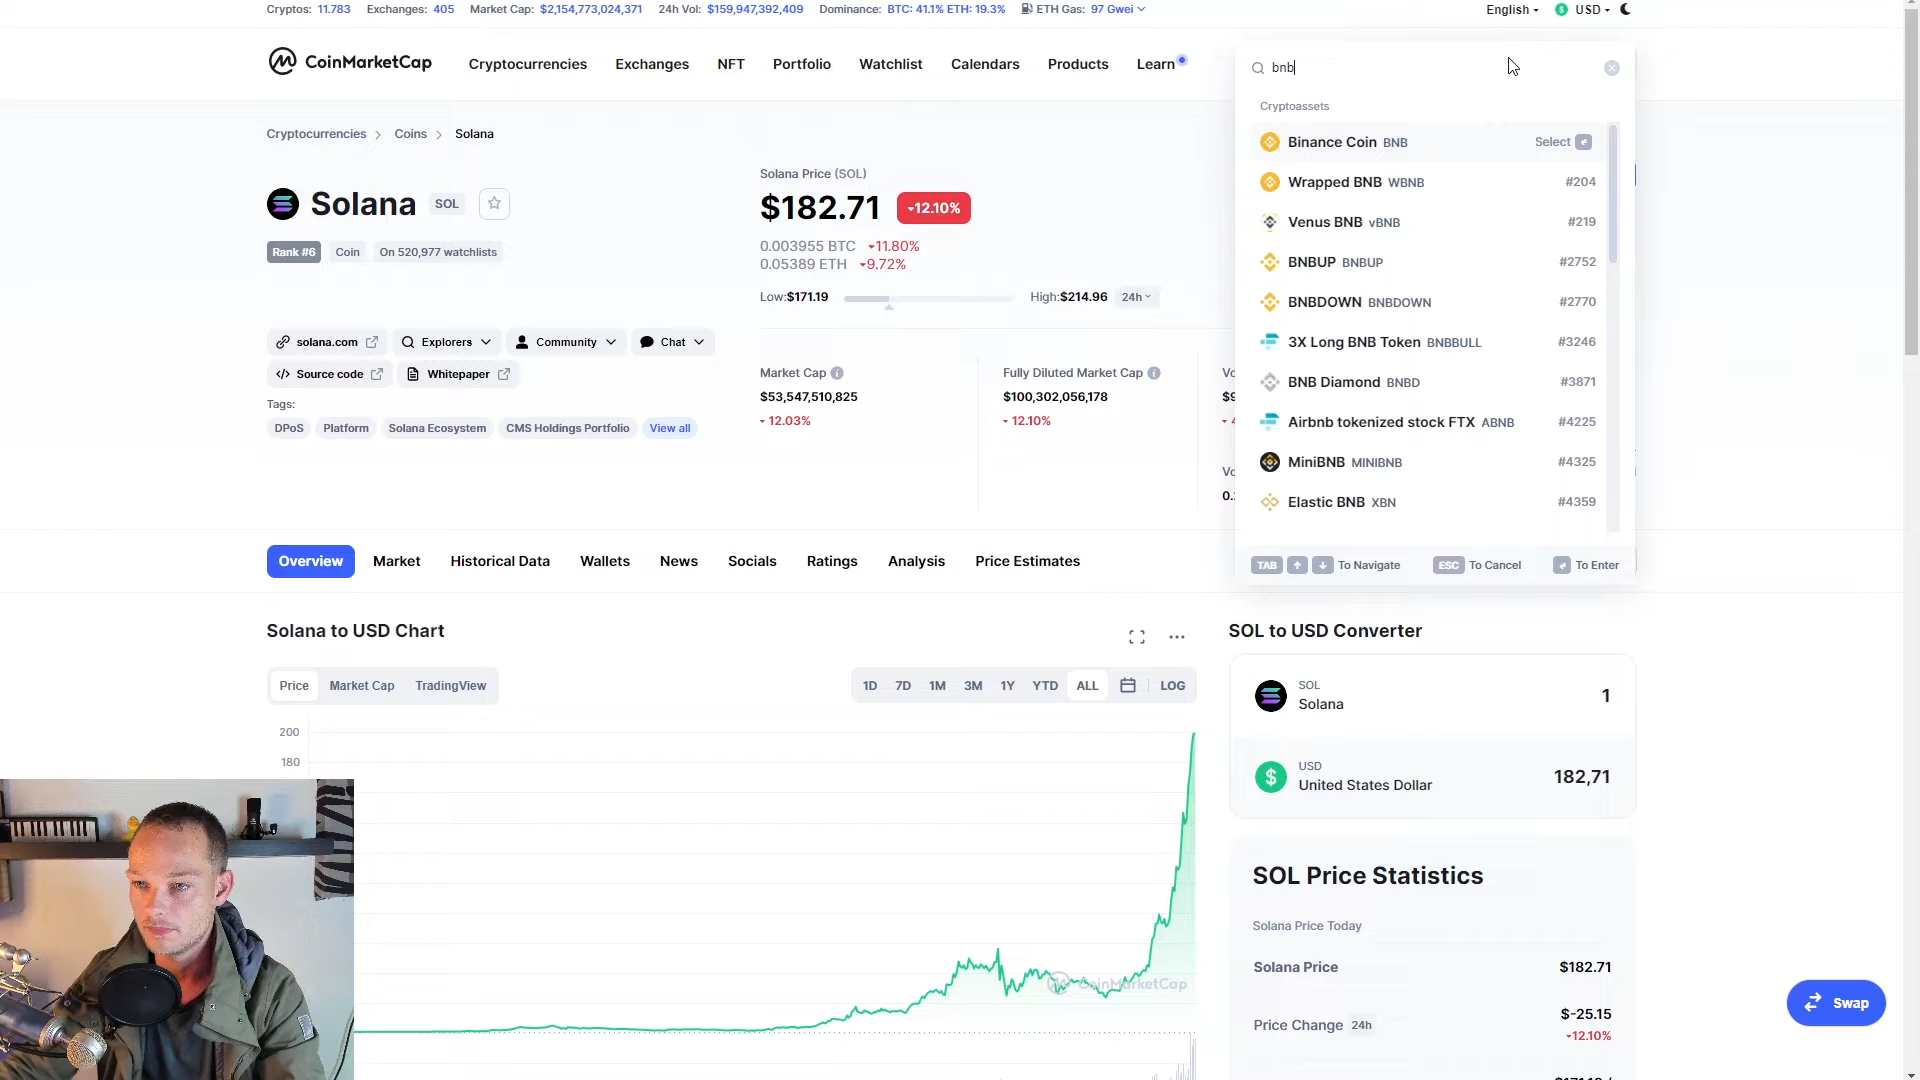 Cryptos: 11.783 Exchanges: 405 Market Cap: $2,154,773,024,371 24h Vol: $159,947,392,409 Dominance: BTC: 41.1% ETH: 19.3% ETH Gas: 97 Gwei
English USD
CoinMarketCap
Cryptocurrencies Exchanges NFT Portfolio Watchlist Calendars Products Learn
bnb
Cryptoassets
Binance Coin BNB Select
Wrapped BNB WBNB #204
Venus BNB vBNB #219
BNBUP BNBUP #2752
BNBDOWN BNBDOWN #2770
3X Long BNB Token BNBBULL #3246
BNB Diamond BNBD #3871
Airbnb tokenized stock FTX ABNB #4225
MiniBNB MINIBNB #4325
Elastic BNB XBN #4359
TAB To Navigate ESC To Cancel To Enter
Cryptocurrencies Coins Solana
Solana SOL
Rank #6 Coin On 520,977 watchlists
solana.com Explorers Community Chat
Source code Whitepaper
Tags:
DPoS Platform Solana Ecosystem CMS Holdings Portfolio View all
Solana Price (SOL)
$182.71 12.10%
0.003955 BTC 11.80%
0.05389 ETH 9.72%
Low:$171.19 High:$214.96 24h
Market Cap
$53,547,510,825
12.03%
Fully Diluted Market Cap
$100,302,056,178
12.10%
Overview Market Historical Data Wallets News Socials Ratings Analysis Price Estimates
Solana to USD Chart
Price Market Cap TradingView
1D 7D 1M 3M 1Y YTD ALL LOG
200
180
CoinMarketCap
SOL to USD Converter
SOL
Solana 1
USD
United States Dollar 182,71
SOL Price Statistics
Solana Price Today
Solana Price $182.71
Price Change 24h $-25.15
12.10%
Swap